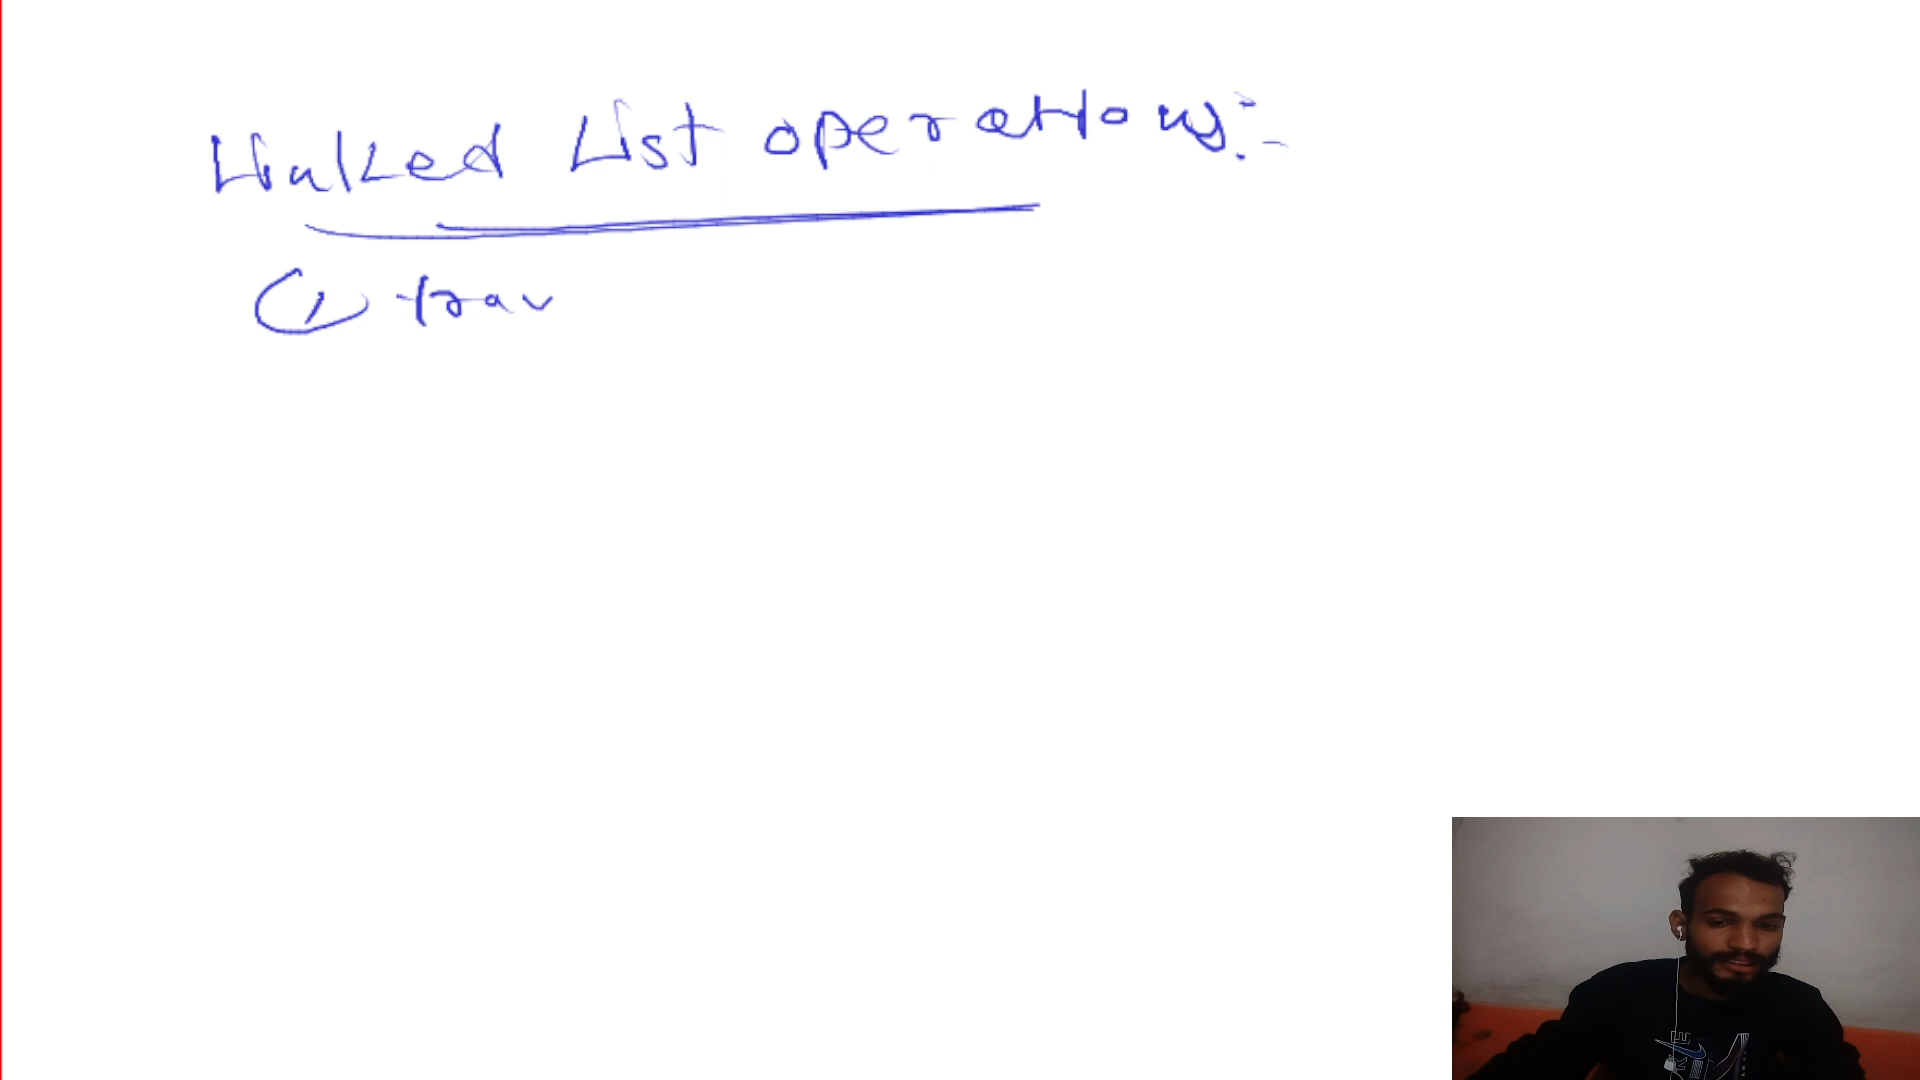 Linked List operations:-
① trav